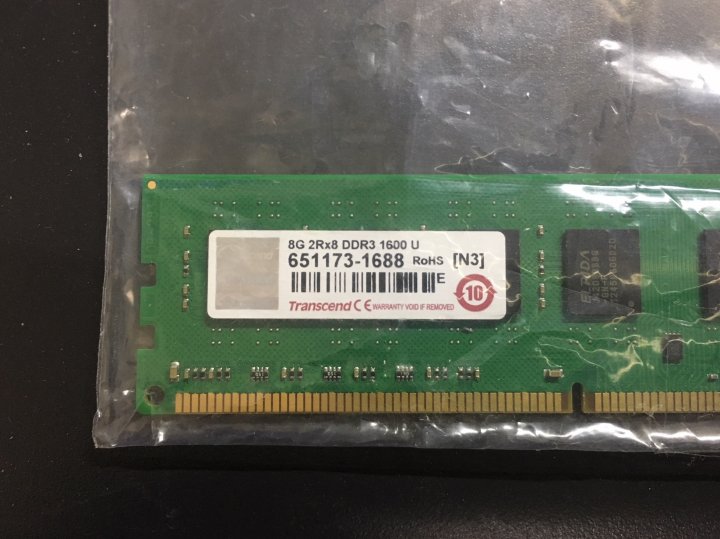 8G 2Rx8 DDR3 1600 U
651173-1688 RoHS [N3]
E
Transcend CE WARRANTY VOID IF REMOVED
10